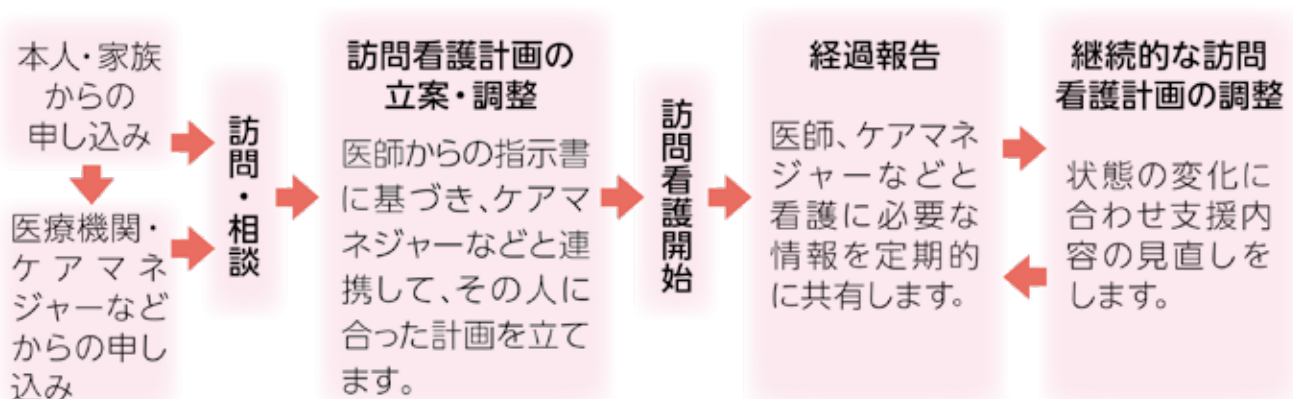 本人・家族
からの
申し込み
医療機関・
ケアマネ
ジャーなど
からの申し
込み
訪問・相談
訪問看護計画の
立案・調整
医師からの指示書
に基づき、ケアマ
ネジャーなどと連
携して、その人に
合った計画を立て
ます。
訪問看護開始
経過報告
医師、ケアマネ
ジャーなどと
看護に必要な
情報を定期的
に共有します。
継続的な訪問
看護計画の調整
状態の変化に
合わせ支援内
容の見直しを
します。